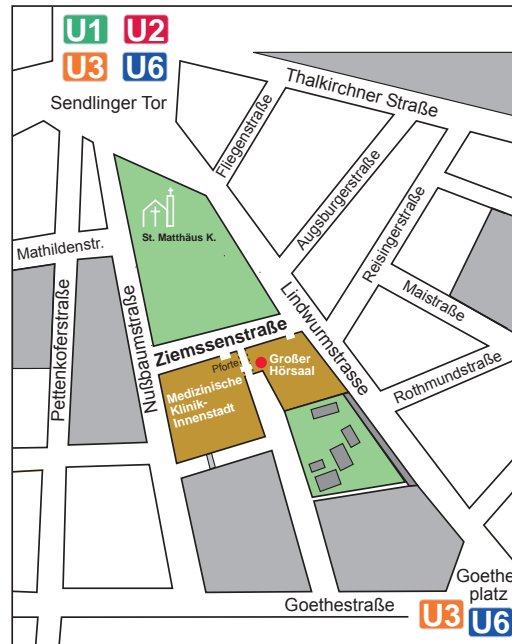 U1 U2
U3 U6
Sendlinger Tor
Thalkirchner Straße
Fliegenstraße
Augsburgerstraße
Reisingerstraße
St. Matthäus K.
Mathildenstr.
Maistraße
Lindwurmstrasse
Nußbaumstraße
Pettenkoferstraße
Ziemssenstraße
Pforte
Großer
Hörsaal
Rothmundstraße
Medizinische
Klinik-
Innenstadt
Goethe
platz
Goethestraße
U3 U6